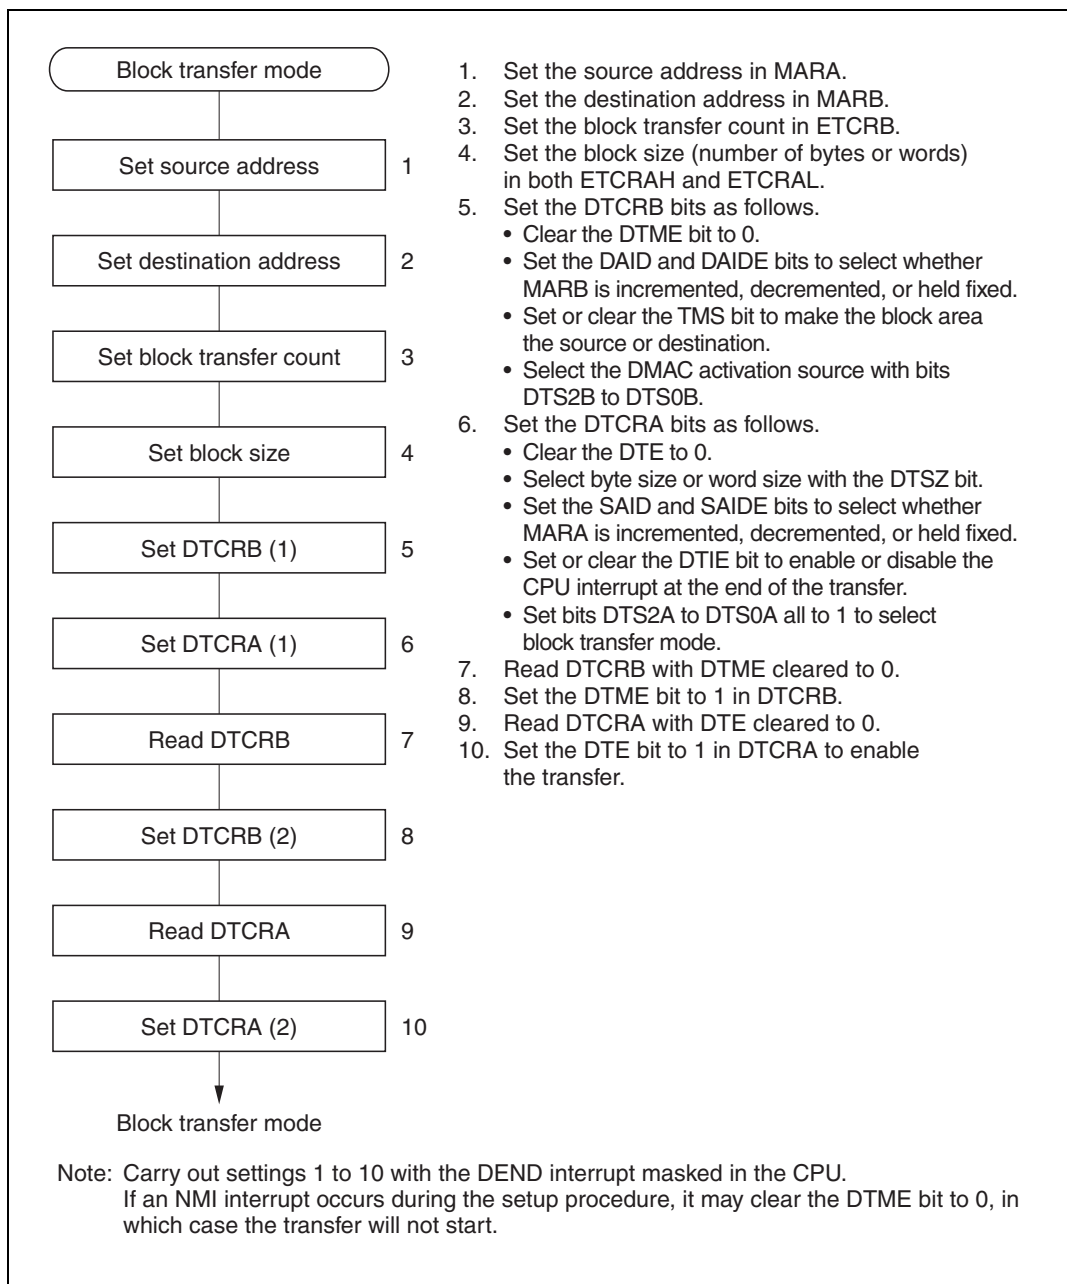 Block transfer mode
Set source address 1
Set destination address 2
Set block transfer count 3
Set block size 4
Set DTCRB (1) 5
Set DTCRA (1) 6
Read DTCRB 7
Set DTCRB (2) 8
Read DTCRA 9
Set DTCRA (2) 10
Block transfer mode
1. Set the source address in MARA.
2. Set the destination address in MARB.
3. Set the block transfer count in ETCRB.
4. Set the block size (number of bytes or words)
in both ETCRAH and ETCRAL.
5. Set the DTCRB bits as follows.
• Clear the DTME bit to 0.
• Set the DAID and DAIDE bits to select whether
MARB is incremented, decremented, or held fixed.
• Set or clear the TMS bit to make the block area
the source or destination.
• Select the DMAC activation source with bits
DTS2B to DTS0B.
6. Set the DTCRA bits as follows.
• Clear the DTE to 0.
• Select byte size or word size with the DTSZ bit.
• Set the SAID and SAIDE bits to select whether
MARA is incremented, decremented, or held fixed.
• Set or clear the DTIE bit to enable or disable the
CPU interrupt at the end of the transfer.
• Set bits DTS2A to DTS0A all to 1 to select
block transfer mode.
7. Read DTCRB with DTME cleared to 0.
8. Set the DTME bit to 1 in DTCRB.
9. Read DTCRA with DTE cleared to 0.
10. Set the DTE bit to 1 in DTCRA to enable
the transfer.
Note: Carry out settings 1 to 10 with the DEND interrupt masked in the CPU.
If an NMI interrupt occurs during the setup procedure, it may clear the DTME bit to 0, in
which case the transfer will not start.